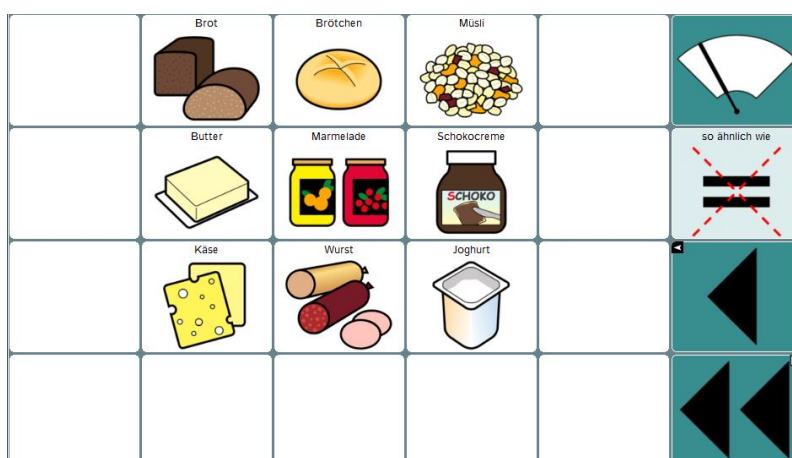 Brot
Brötchen
Müsli
Butter
Marmelade
Schokocreme
so ähnlich wie
SCHOKO
Käse
Wurst
Joghurt